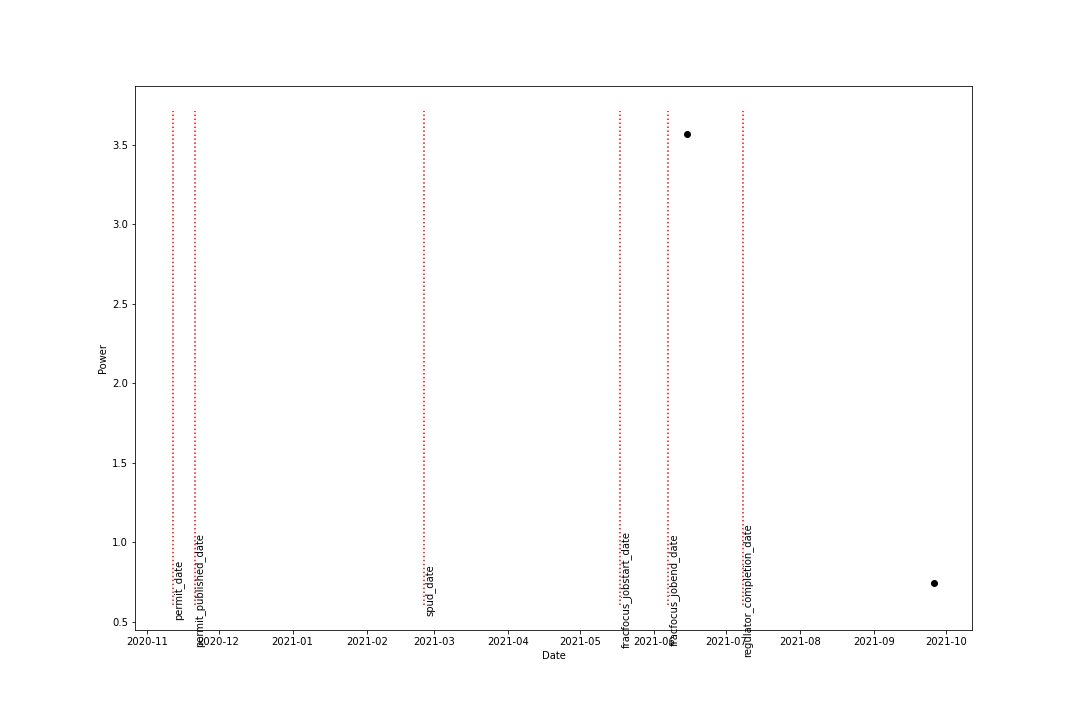 3.5
3.0
2.5
2.0
1.5
1.0
0.5
Power
permit_date
permit_published_date
spud_date
fracfocus_jobstart_date
fracfocus_jobend_date
regulator_completion_date
2020-11 2020-12 2021-01 2021-02 2021-03 2021-04 2021-05 2021-06 2021-07 2021-08 2021-09 2021-10
Date